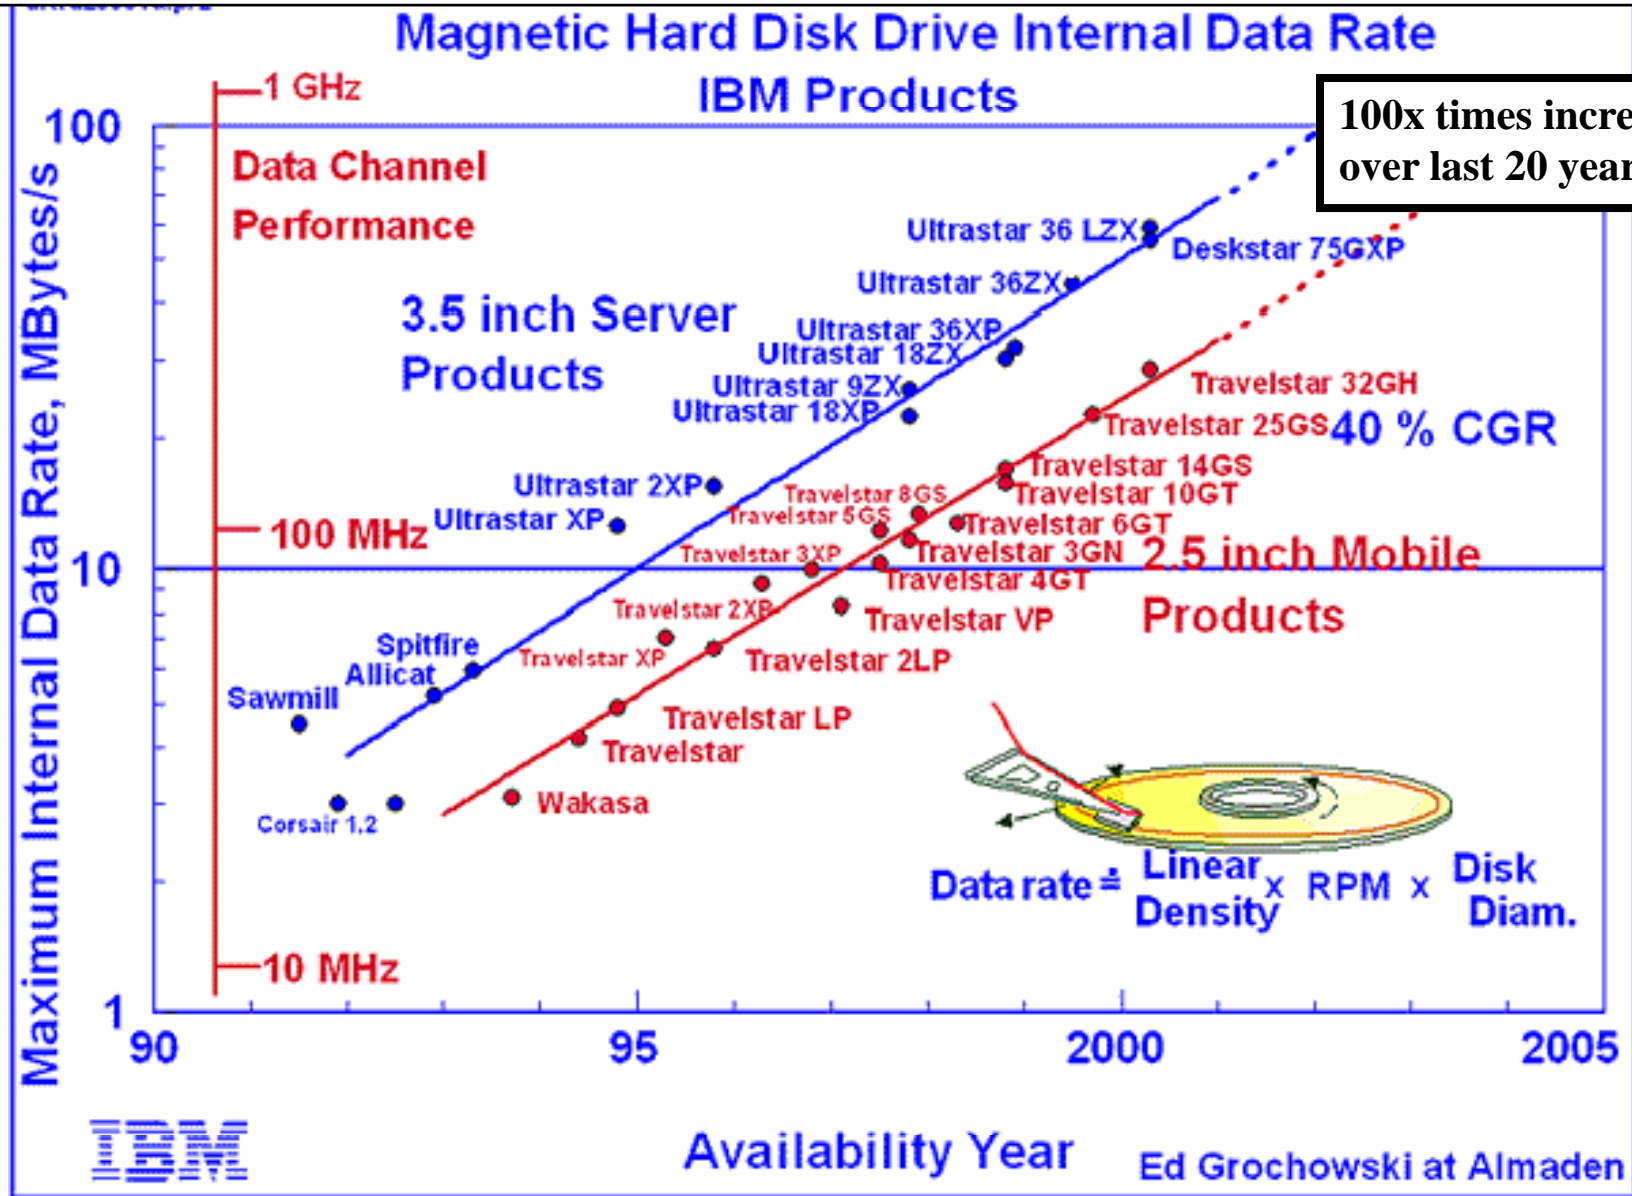 Magnetic Hard Disk Drive Internal Data Rate
IBM Products
100x times incre
over last 20 year
1 GHz
100
Data Channel
Performance
Maximum Internal Data Rate, MBytes/s
Ultrastar 36 LZX
Deskstar 75GXP
Ultrastar 36ZX
3.5 inch Server
Products
Ultrastar 36XP
Ultrastar 18ZX
Ultrastar 9ZX
Ultrastar 18XP
Travelstar 32GH
Travelstar 25GS
40 % CGR
Ultrastar 2XP
Ultrastar XP
Travelstar 14GS
Travelstar 10GT
Travelstar 8GS
Travelstar 5GS
Travelstar 6GT
100 MHz
Travelstar 3XP
Travelstar 3GN
2.5 inch Mobile
Products
10
Travelstar 4GT
Travelstar 2XP
Travelstar VP
Spitfire
Allicat
Travelstar XP
Travelstar 2LP
Sawmill
Travelstar LP
Travelstar
Wakasa
Corsair 1,2
Data rate ≐ Linear Density x RPM x Disk Diam.
10 MHz
1
90
95
2000
2005
IBM
Availability Year
Ed Grochowski at Almaden